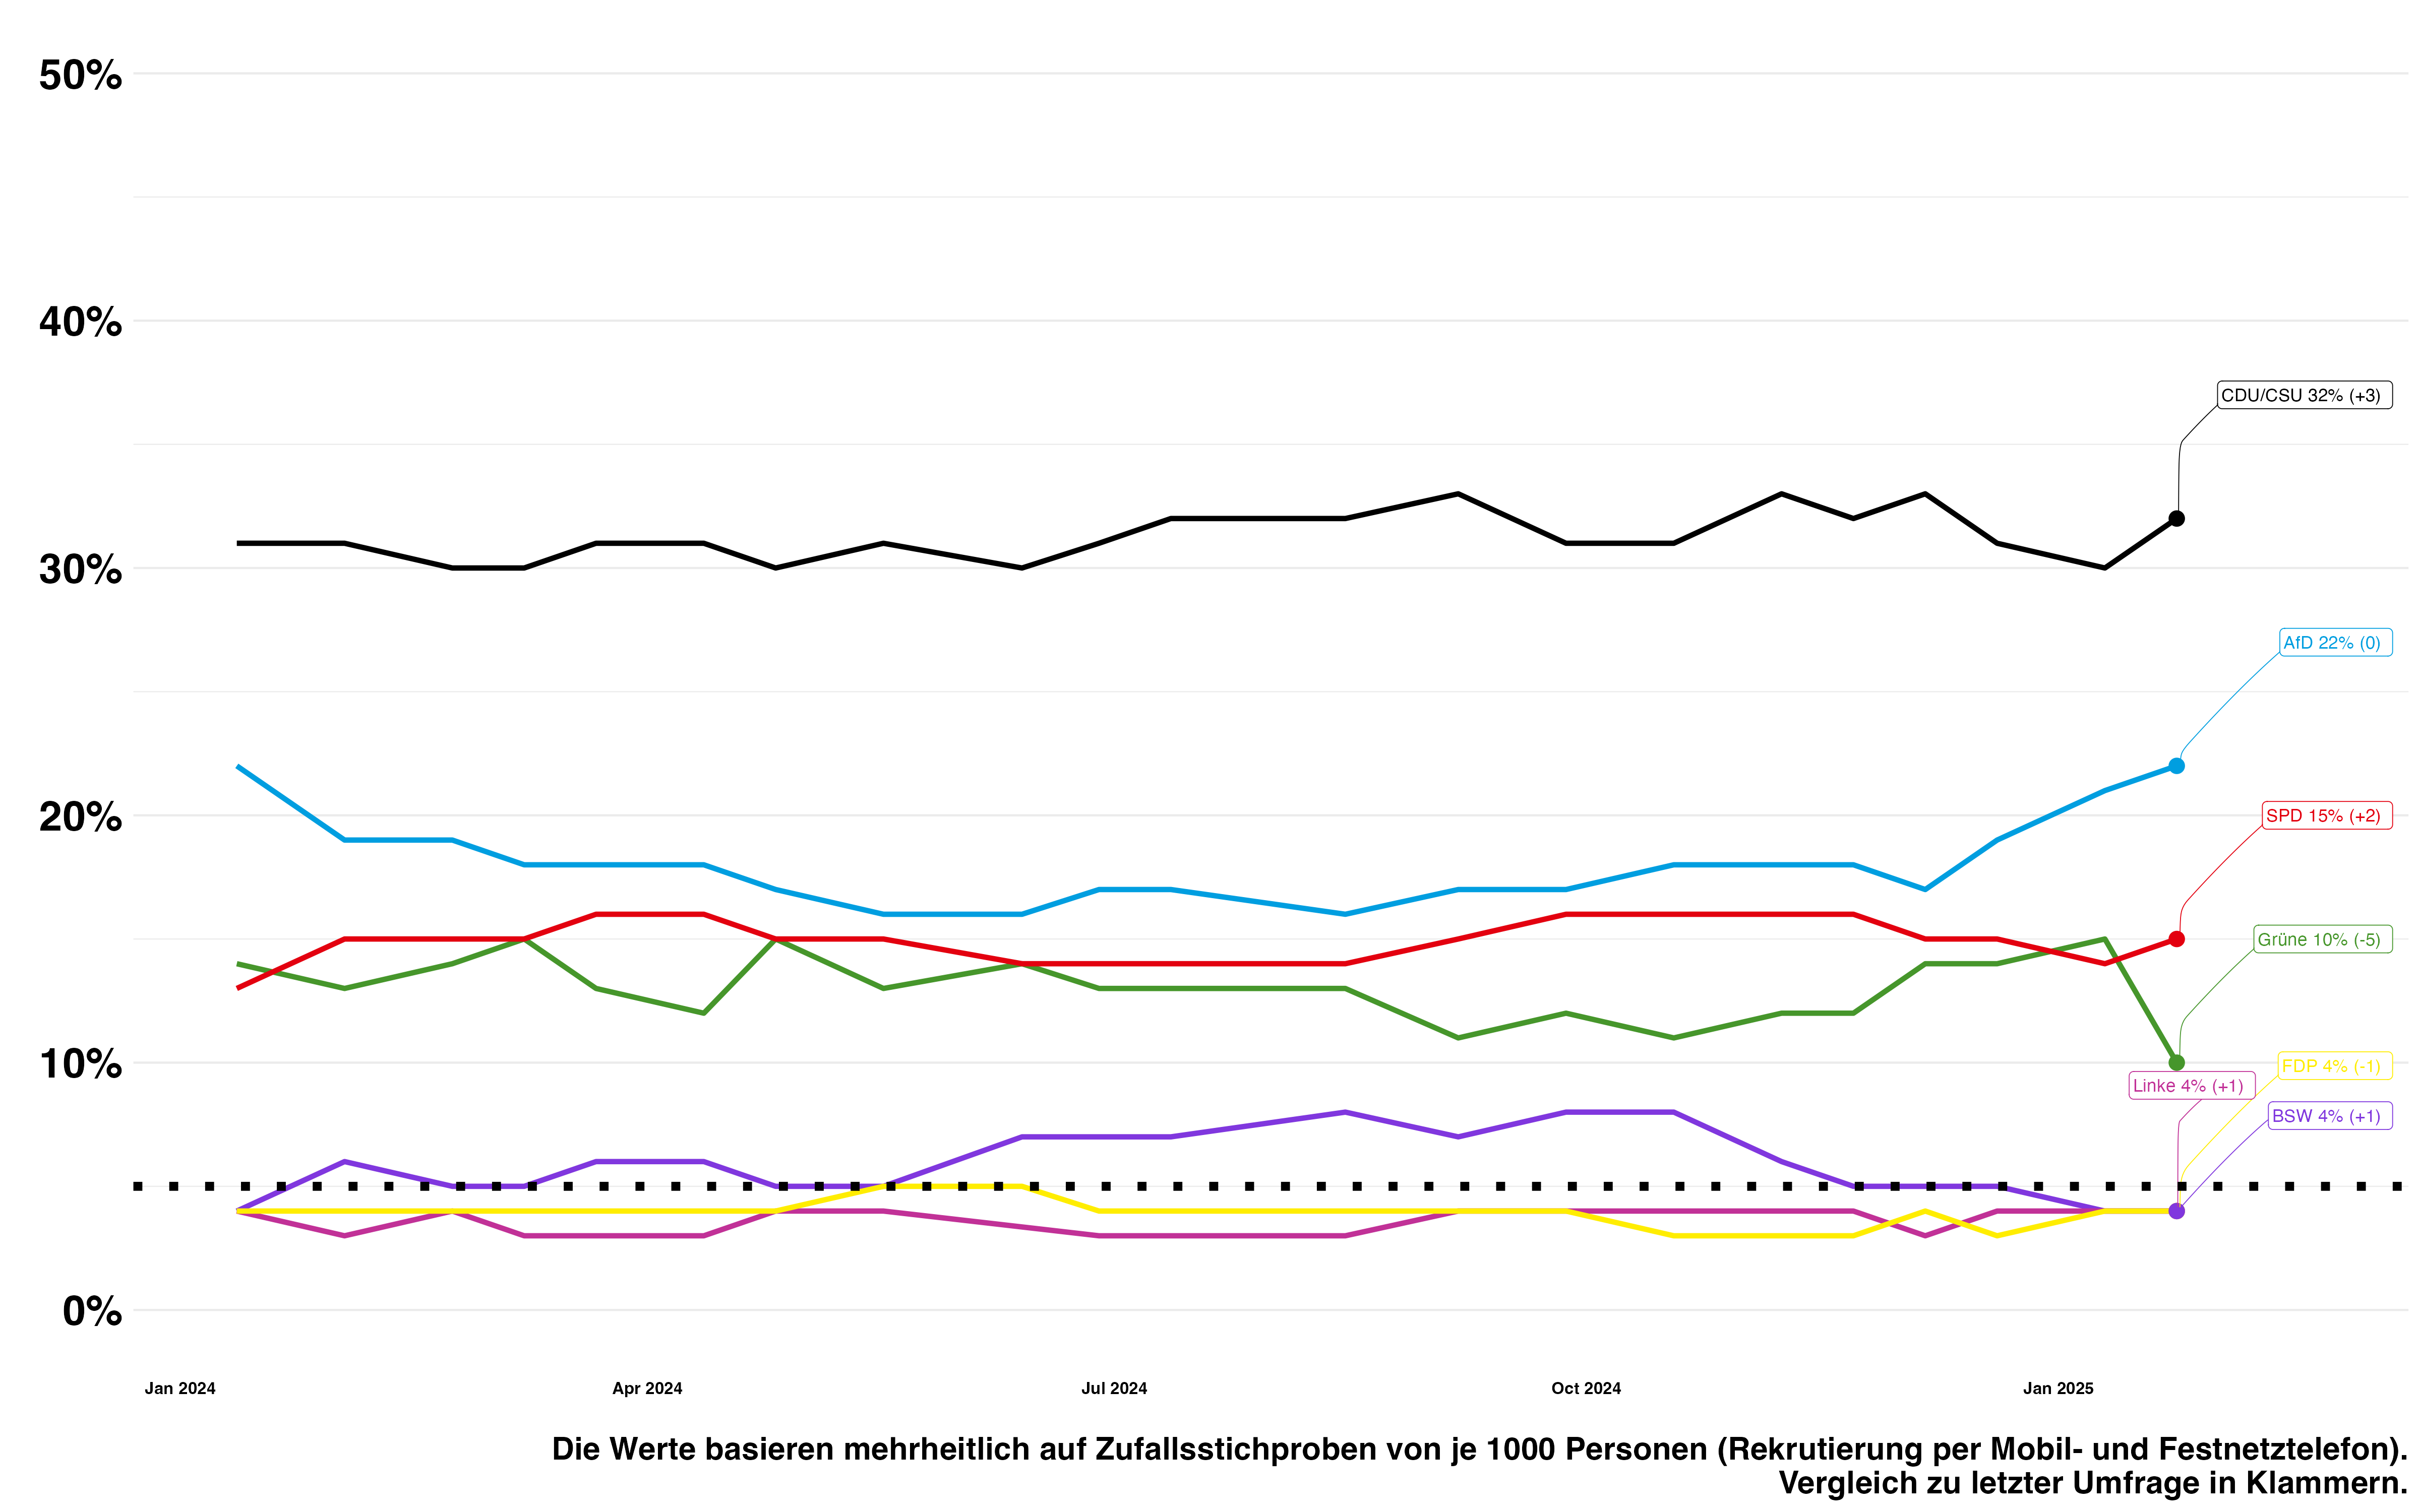 50%
40%
30%
20%
10%
0%
CDU/CSU 32% (+3)
AfD 22% (0)
SPD 15% (+2)
Grüne 10% (-5)
FDP 4% (-1)
Linke 4% (+1)
BSW 4% (+1)
Jan 2024
Apr 2024
Jul 2024
Oct 2024
Jan 2025
Die Werte basieren mehrheitlich auf Zufallsstichproben von je 1000 Personen (Rekrutierung per Mobil- und Festnetztelefon).
Vergleich zu letzter Umfrage in Klammern.